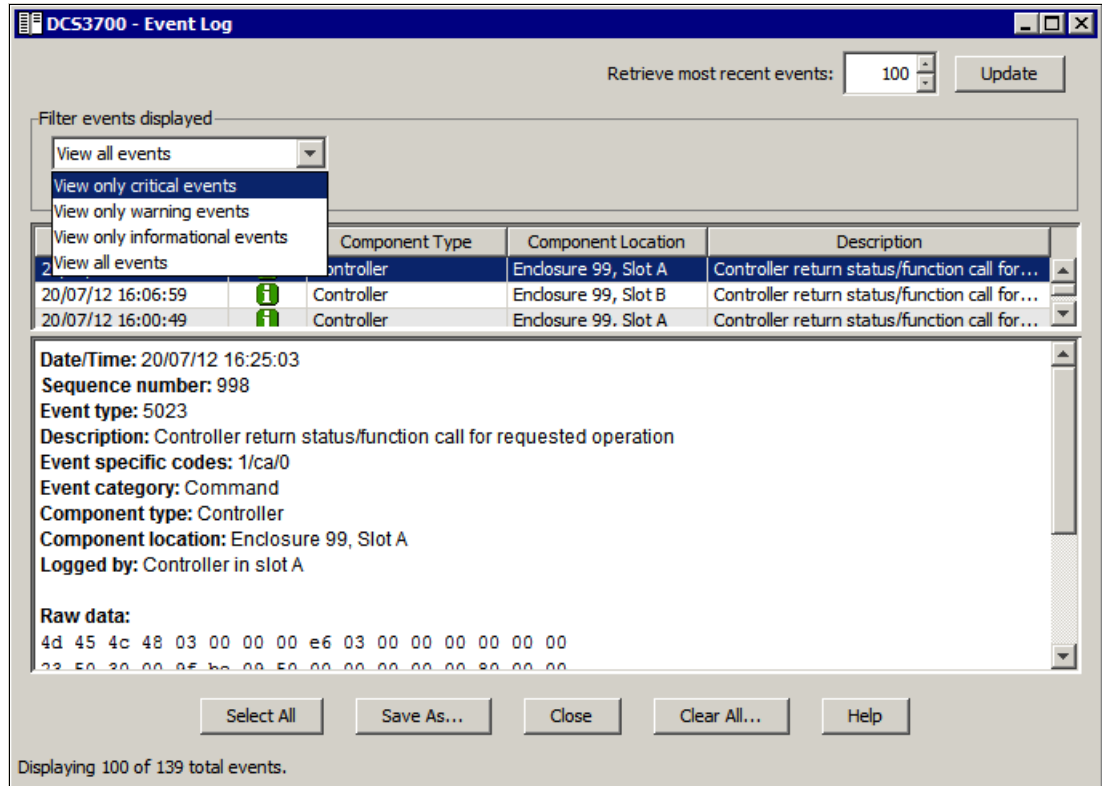 DCS3700 - Event Log
Retrieve most recent events: 100 Update
Filter events displayed
View all events
View only critical events
View only warning events
View only informational events
View all events
Component Type Component Location Description
Enclosure 99, Slot A Controller return status/function call for...
20/07/12 16:06:59 Controller Enclosure 99, Slot B Controller return status/function call for...
20/07/12 16:00:49 Controller Enclosure 99, Slot A Controller return status/function call for...
Date/Time: 20/07/12 16:25:03
Sequence number: 998
Event type: 5023
Description: Controller return status/function call for requested operation
Event specific codes: 1/ca/0
Event category: Command
Component type: Controller
Component location: Enclosure 99, Slot A
Logged by: Controller in slot A
Raw data:
4d 45 4c 48 03 00 00 00 e6 03 00 00 00 00 00 00
Select All Save As... Close Clear All... Help
Displaying 100 of 139 total events.